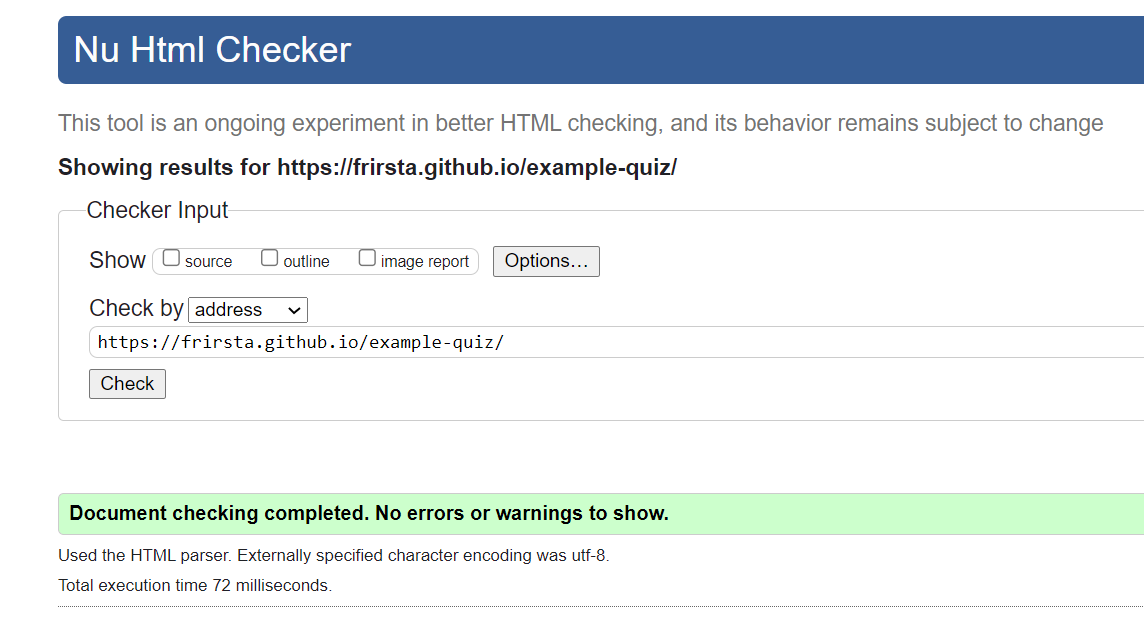 Nu Html Checker
This tool is an ongoing experiment in better HTML checking, and its behavior remains subject to change
Showing results for https://frirsta.github.io/example-quiz/
Checker Input
Show source outline image report Options...
Check by address
https://frirsta.github.io/example-quiz/
Check
Document checking completed. No errors or warnings to show.
Used the HTML parser. Externally specified character encoding was utf-8.
Total execution time 72 milliseconds.